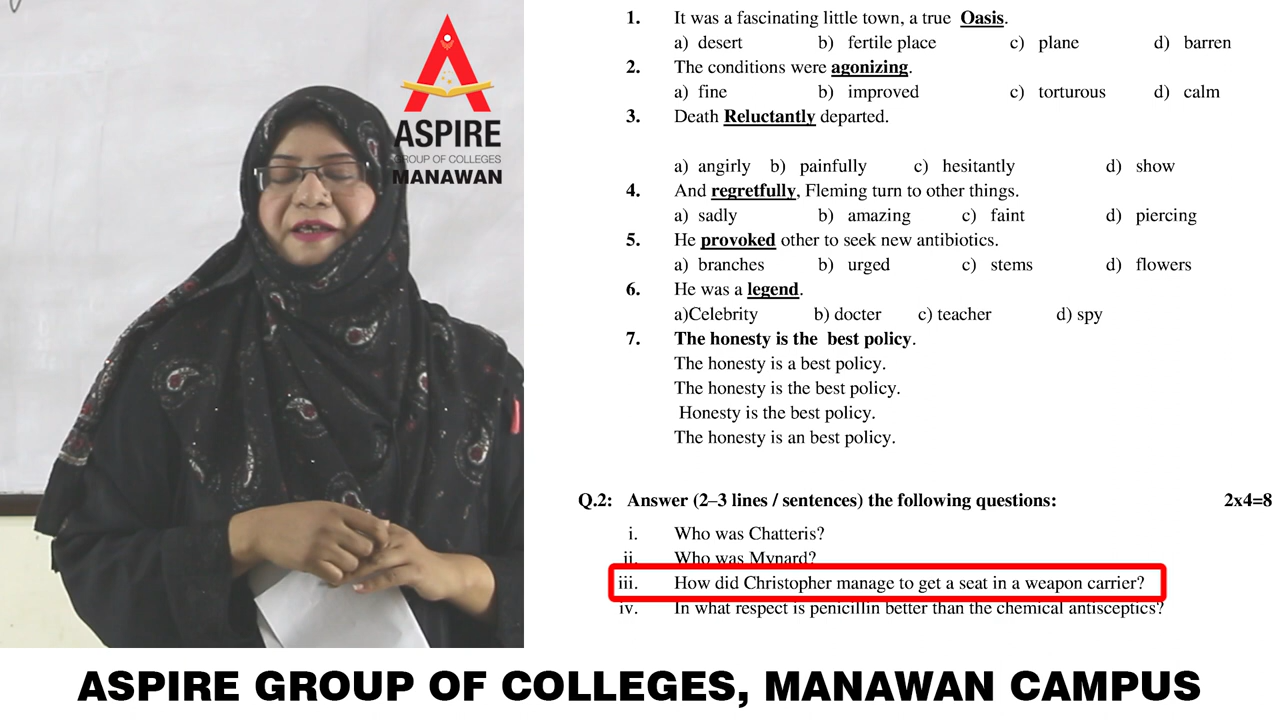 ASPIRE
GROUP OF COLLEGES
MANAWAN
1. It was a fascinating little town, a true Oasis.
a) desert b) fertile place c) plane d) barren
2. The conditions were agonizing.
a) fine b) improved c) torturous d) calm
3. Death Reluctantly departed.
a) angirly b) painfully c) hesitantly d) show
4. And regretfully, Fleming turn to other things.
a) sadly b) amazing c) faint d) piercing
5. He provoked other to seek new antibiotics.
a) branches b) urged c) stems d) flowers
6. He was a legend.
a)Celebrity b) docter c) teacher d) spy
7. The honesty is the best policy.
The honesty is a best policy.
The honesty is the best policy.
Honesty is the best policy.
The honesty is an best policy.
Q.2: Answer (2–3 lines / sentences) the following questions: 2x4=8
i. Who was Chatteris?
ii. Who was Mynard?
iii. How did Christopher manage to get a seat in a weapon carrier?
iv. In what respect is penicillin better than the chemical antisceptics?
ASPIRE GROUP OF COLLEGES, MANAWAN CAMPUS